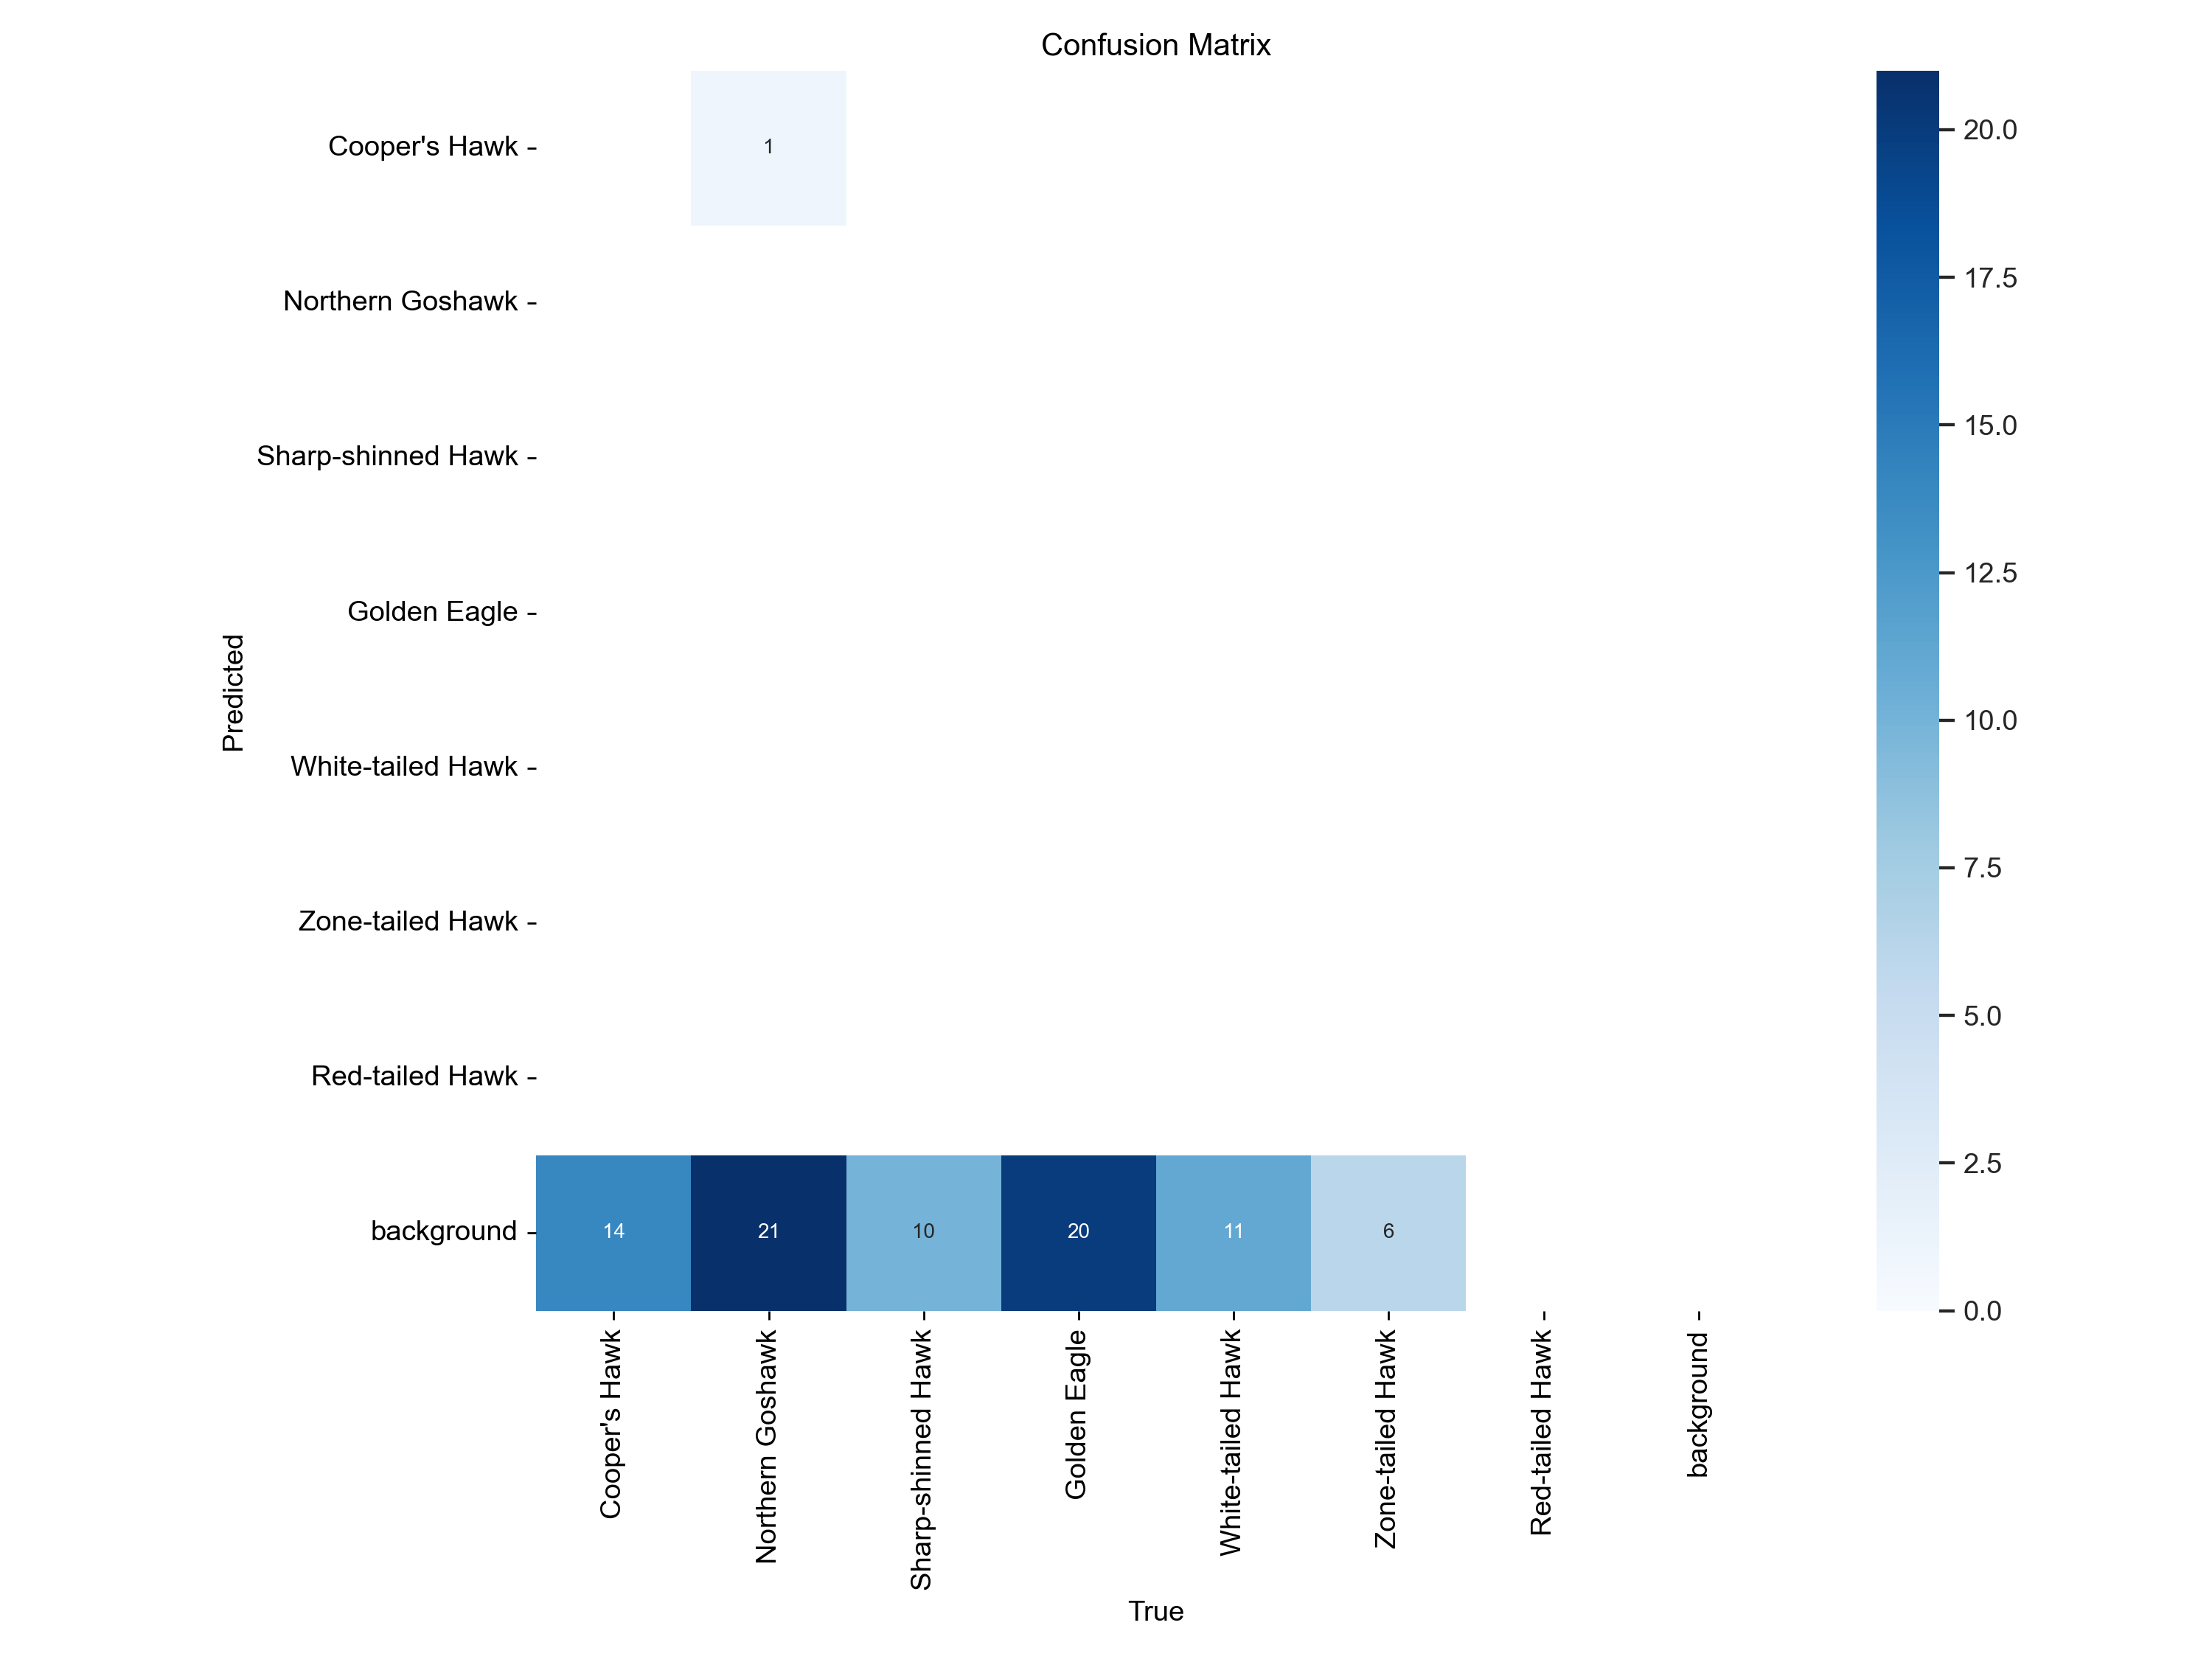 Confusion Matrix
Cooper's Hawk
Northern Goshawk
Sharp-shinned Hawk
Golden Eagle
White-tailed Hawk
Zone-tailed Hawk
Red-tailed Hawk
background
Predicted
1
14 21 10 20 11 6
Cooper's Hawk
Northern Goshawk
Sharp-shinned Hawk
Golden Eagle
White-tailed Hawk
Zone-tailed Hawk
Red-tailed Hawk
background
True
20.0
17.5
15.0
12.5
10.0
7.5
5.0
2.5
0.0